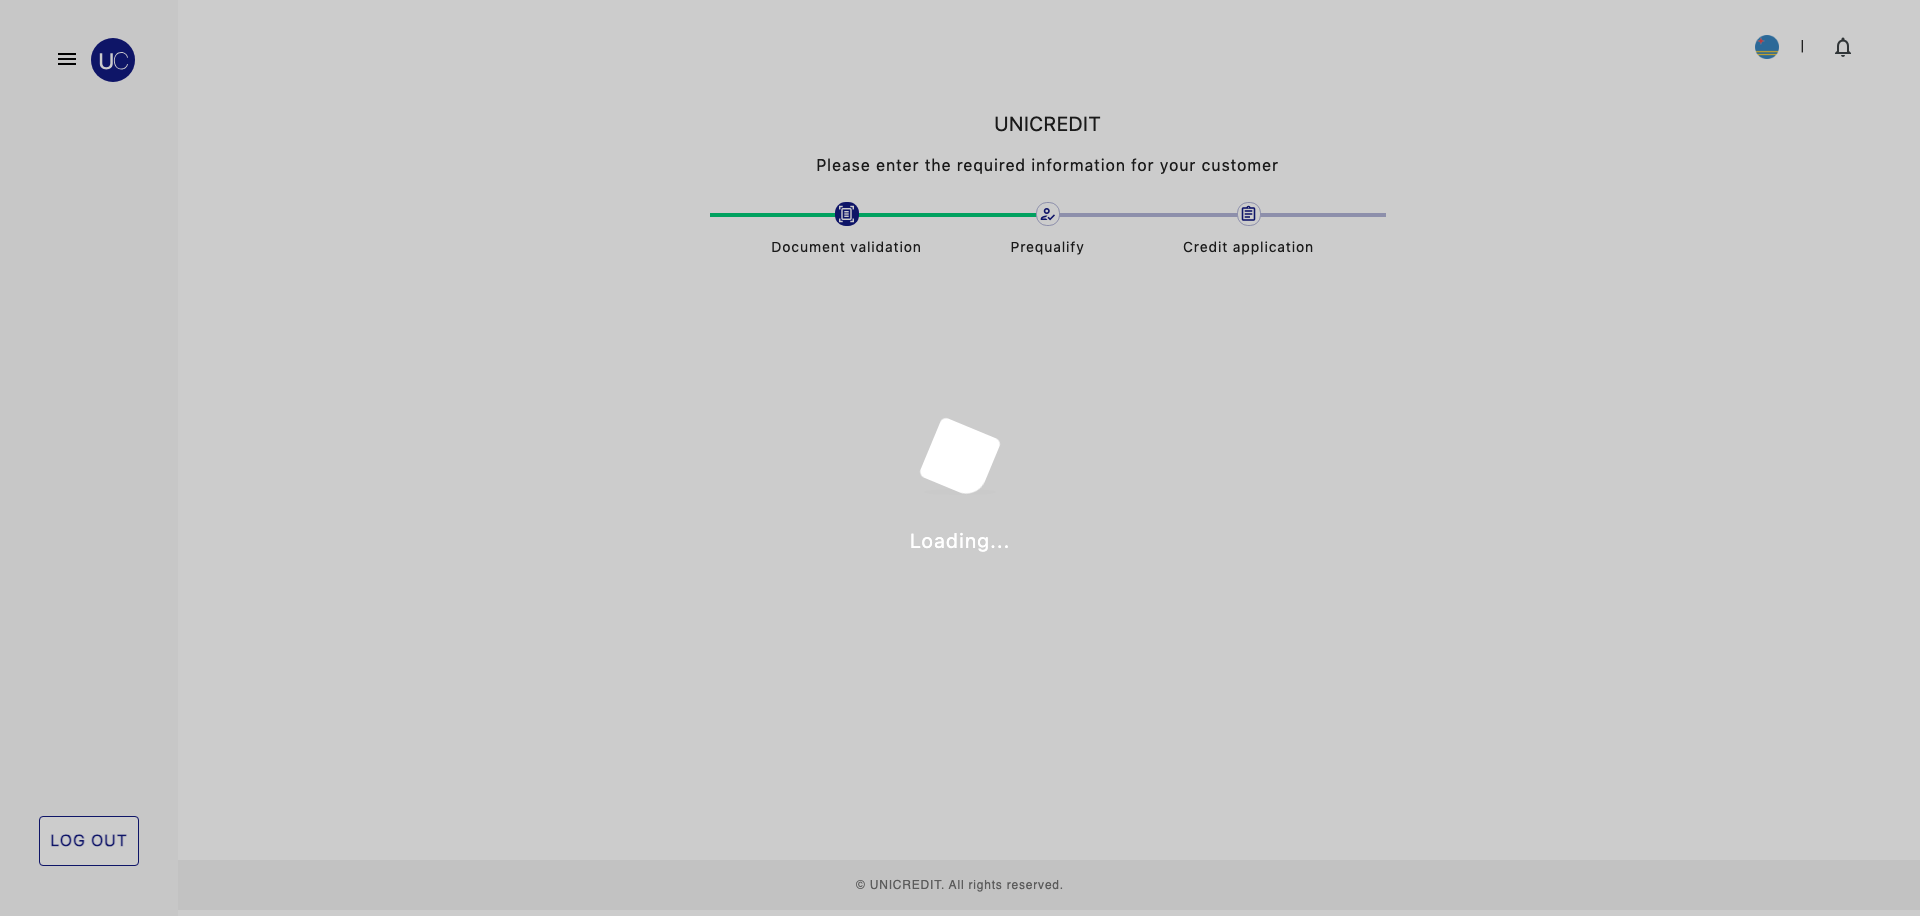 UC
UNICREDIT
Please enter the required information for your customer
Document validation
Prequalify
Credit application
Loading...
LOG OUT
© UNICREDIT. All rights reserved.